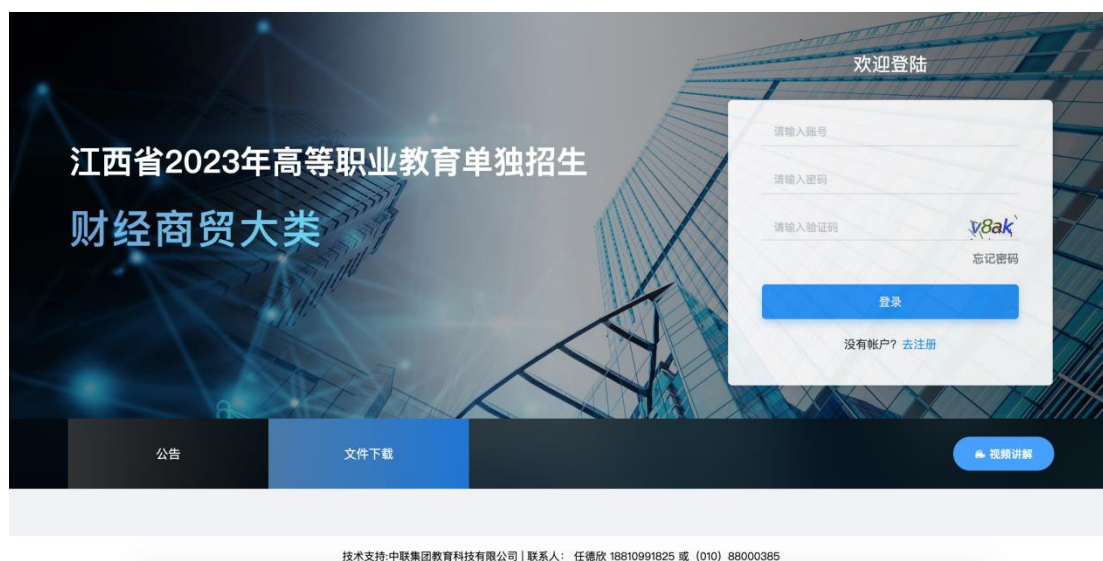 欢迎登陆
江西省2023年高等职业教育单独招生
财经商贸大类
请输入账号
请输入密码
请输入验证码
v8ak
忘记密码
登录
没有帐户? 去注册
公告
文件下载
视频讲解
技术支持:中联集团教育科技有限公司 | 联系人: 任德欣 18810991825 或 (010) 88000385